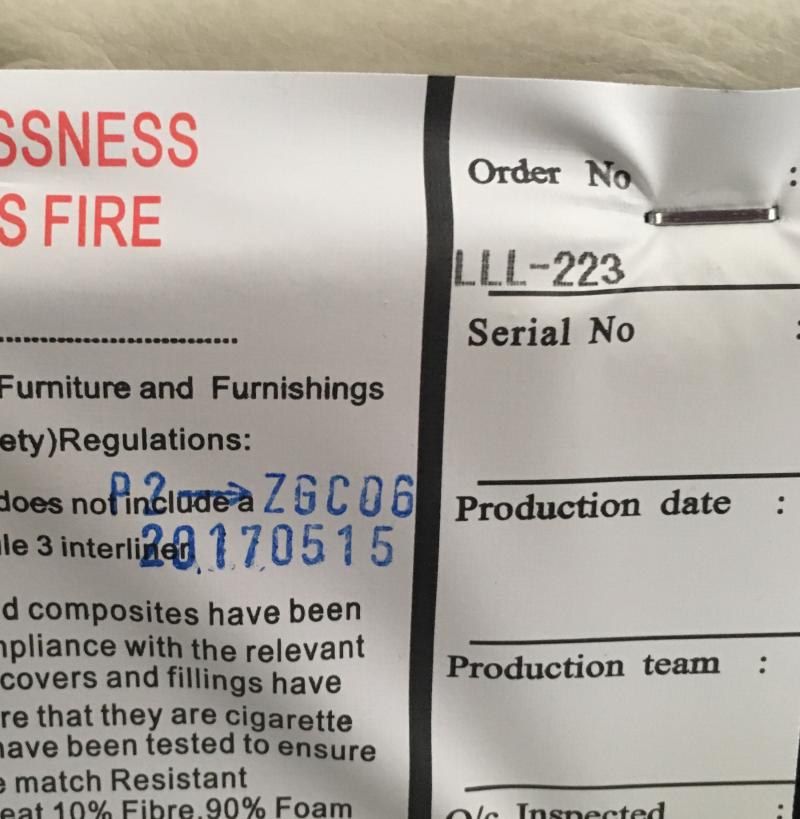 SSNESS
S FIRE
Furniture and Furnishings
ety)Regulations:
does not include a
P2→ZGC06
le 3 interliner
20170515
d composites have been
mpliance with the relevant
covers and fillings have
re that they are cigarette
have been tested to ensure
e match Resistant
eat 10% Fibre,90% Foam
Order No :
LLL-223
Serial No :
Production date :
Production team :
O/c Inspected :